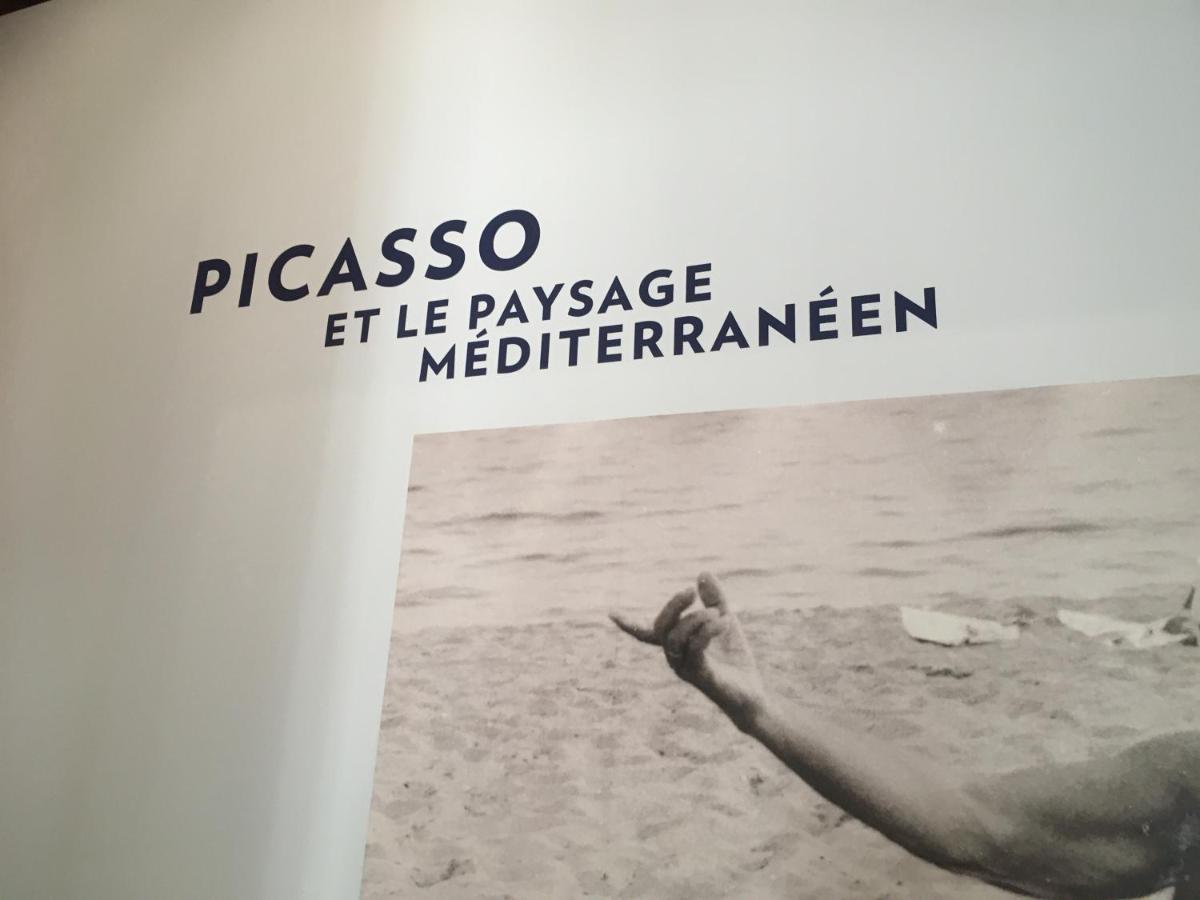 PICASSO
ET LE PAYSAGE
MÉDITERRANÉEN